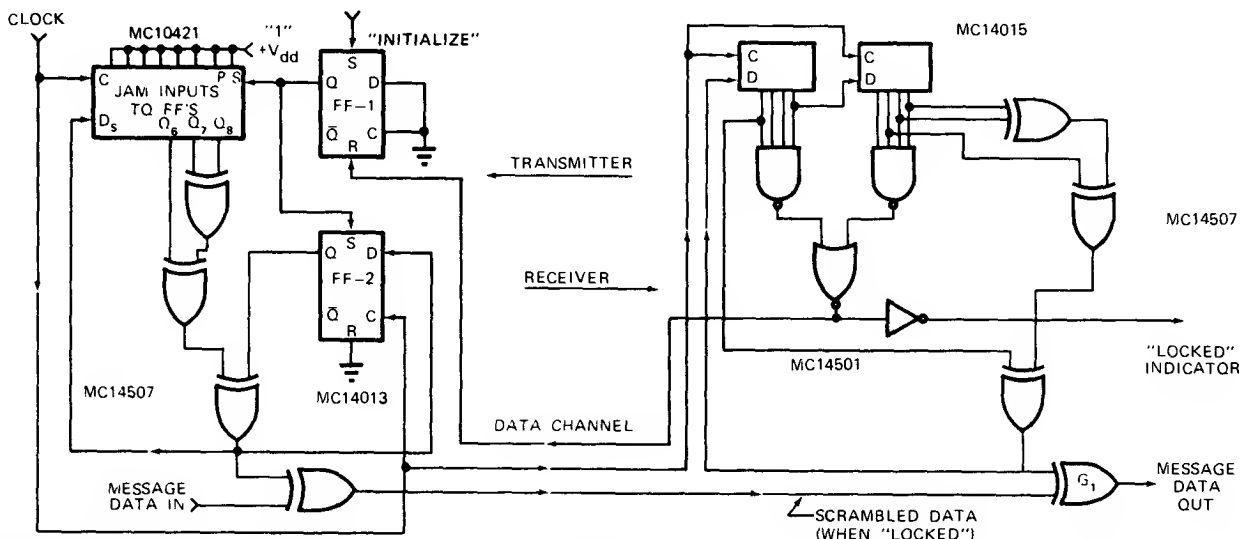 CLOCK
MC10421
"1"
+Vdd
"INITIALIZE"
MC14015
C
P S
JAM INPUTS
TO FF'S
DS
Q6 Q7 Q8
S
Q D
FF-1
Q̅ C
R
C
D
C
D
TRANSMITTER
MC14507
S
Q D
FF-2
Q̅ C
R
RECEIVER
"LOCKED"
INDICATOR
MC14501
MC14507
MC14013
DATA CHANNEL
MESSAGE
DATA IN
G1
MESSAGE
DATA
OUT
SCRAMBLED DATA
(WHEN "LOCKED")